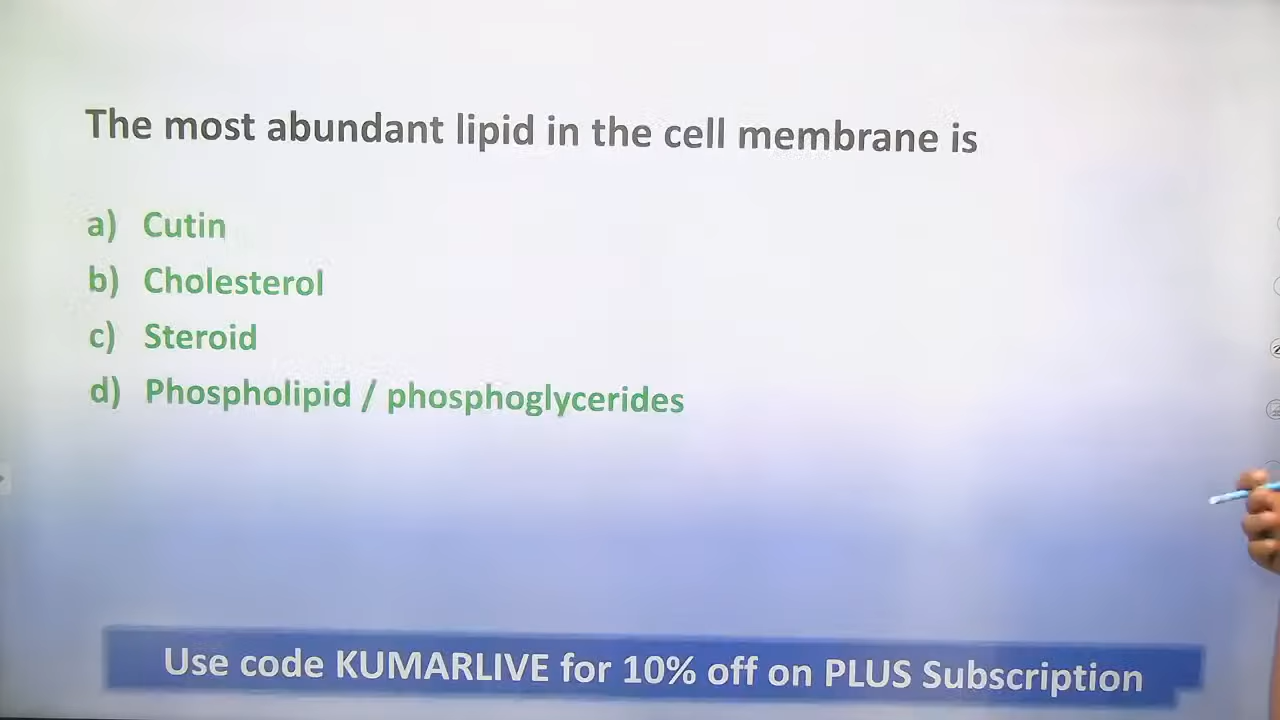 The most abundant lipid in the cell membrane is
a) Cutin
b) Cholesterol
c) Steroid
d) Phospholipid / phosphoglycerides
Use code KUMARLIVE for 10% off on PLUS Subscription